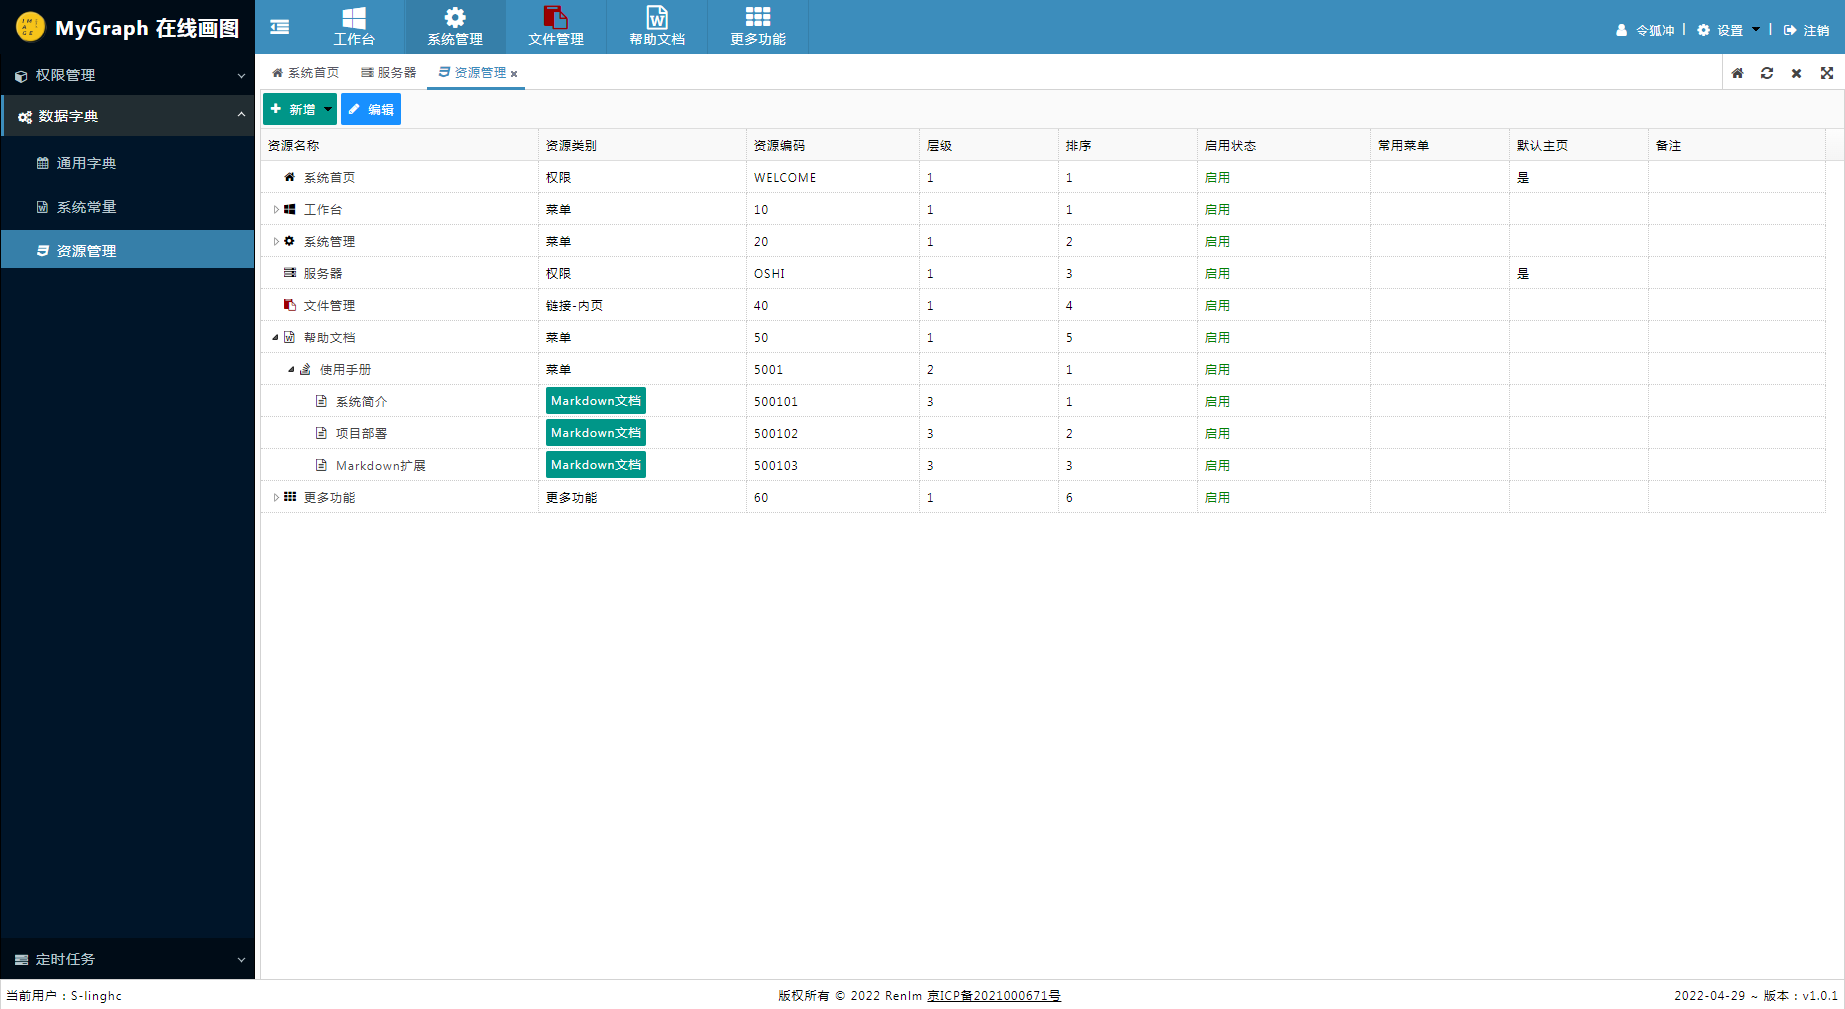 MyGraph 在线画图
工作台
系统管理
文件管理
帮助文档
更多功能
令狐冲 | 设置 | 注销
权限管理
数据字典
通用字典
系统常量
资源管理
定时任务
系统首页 服务器 资源管理
新增 编辑
资源名称 资源类别 资源编码 层级 排序 启用状态 常用菜单 默认主页 备注
系统首页 权限 WELCOME 1 1 启用 是
工作台 菜单 10 1 1 启用
系统管理 菜单 20 1 2 启用
服务器 权限 OSHI 1 3 启用 是
文件管理 链接-内页 40 1 4 启用
帮助文档 菜单 50 1 5 启用
使用手册 菜单 5001 2 1 启用
系统简介 Markdown文档 500101 3 1 启用
项目部署 Markdown文档 500102 3 2 启用
Markdown扩展 Markdown文档 500103 3 3 启用
更多功能 更多功能 60 1 6 启用
当前用户：S-linghc
版权所有 © 2022 Renlm 京ICP备2021000671号
2022-04-29 ~ 版本：v1.0.1